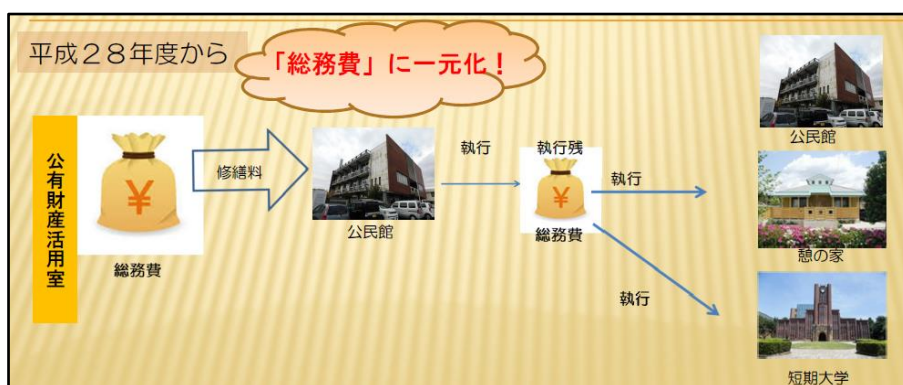 平成２８年度から
「総務費」に一元化！
公有財産活用室
¥
総務費
修繕料
公民館
執行
執行残
¥
総務費
執行
執行
公民館
憩の家
短期大学